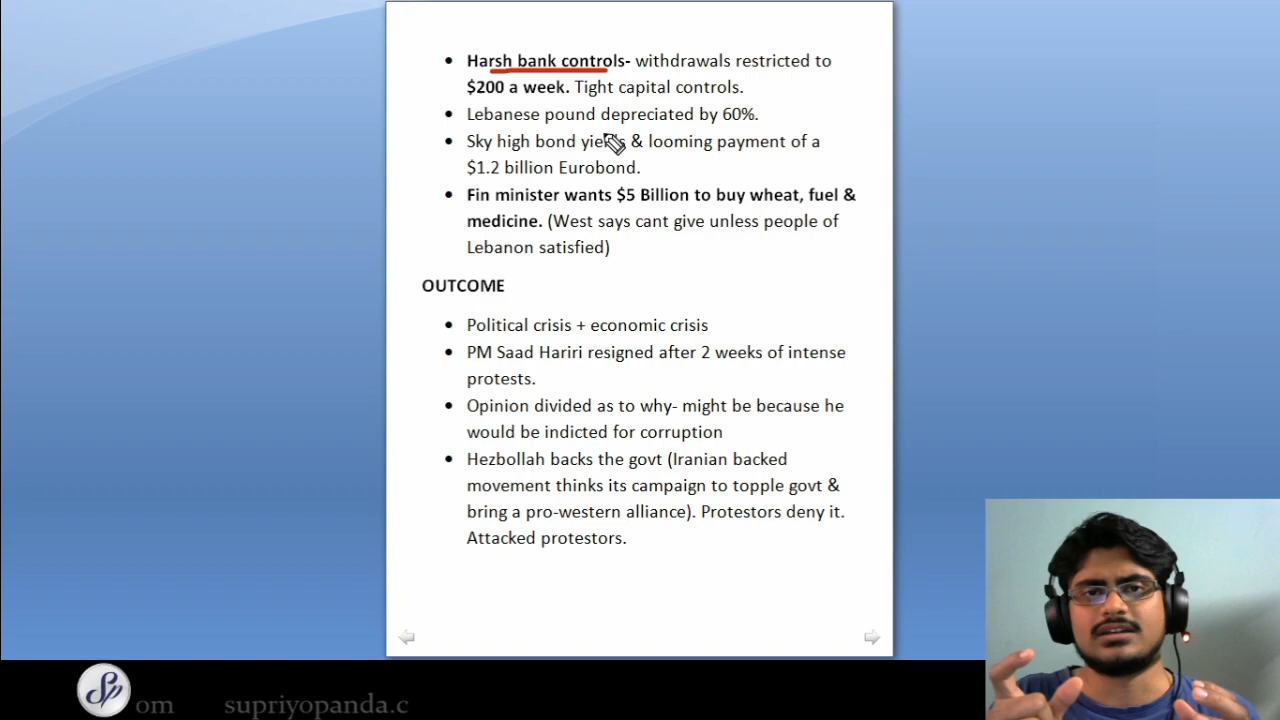 • Harsh bank controls- withdrawals restricted to
$200 a week. Tight capital controls.
• Lebanese pound depreciated by 60%.
• Sky high bond yields & looming payment of a
$1.2 billion Eurobond.
• Fin minister wants $5 Billion to buy wheat, fuel &
medicine. (West says cant give unless people of
Lebanon satisfied)
OUTCOME
• Political crisis + economic crisis
• PM Saad Hariri resigned after 2 weeks of intense
protests.
• Opinion divided as to why- might be because he
would be indicted for corruption
• Hezbollah backs the govt (Iranian backed
movement thinks its campaign to topple govt &
bring a pro-western alliance). Protestors deny it.
Attacked protestors.
om supriyopanda.c